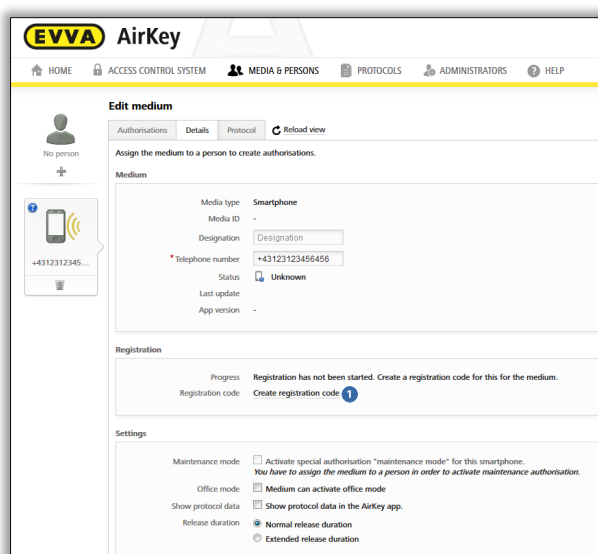 EVVA AirKey
HOME ACCESS CONTROL SYSTEM MEDIA & PERSONS PROTOCOLS ADMINISTRATORS ? HELP
Edit medium
No person
Authorisations Details Protocol Reload view
Assign the medium to a person to create authorisations.
Medium
?
+4312312345...
Media type Smartphone
Media ID -
Designation Designation
* Telephone number +43123123456456
Status Unknown
Last update
App version -
Registration
Progress Registration has not been started. Create a registration code for this for the medium.
Registration code Create registration code 1
Settings
Maintenance mode Activate special authorisation "maintenance mode" for this smartphone.
You have to assign the medium to a person in order to activate maintenance authorisation.
Office mode Medium can activate office mode
Show protocol data Show protocol data in the AirKey app.
Release duration Normal release duration
Extended release duration